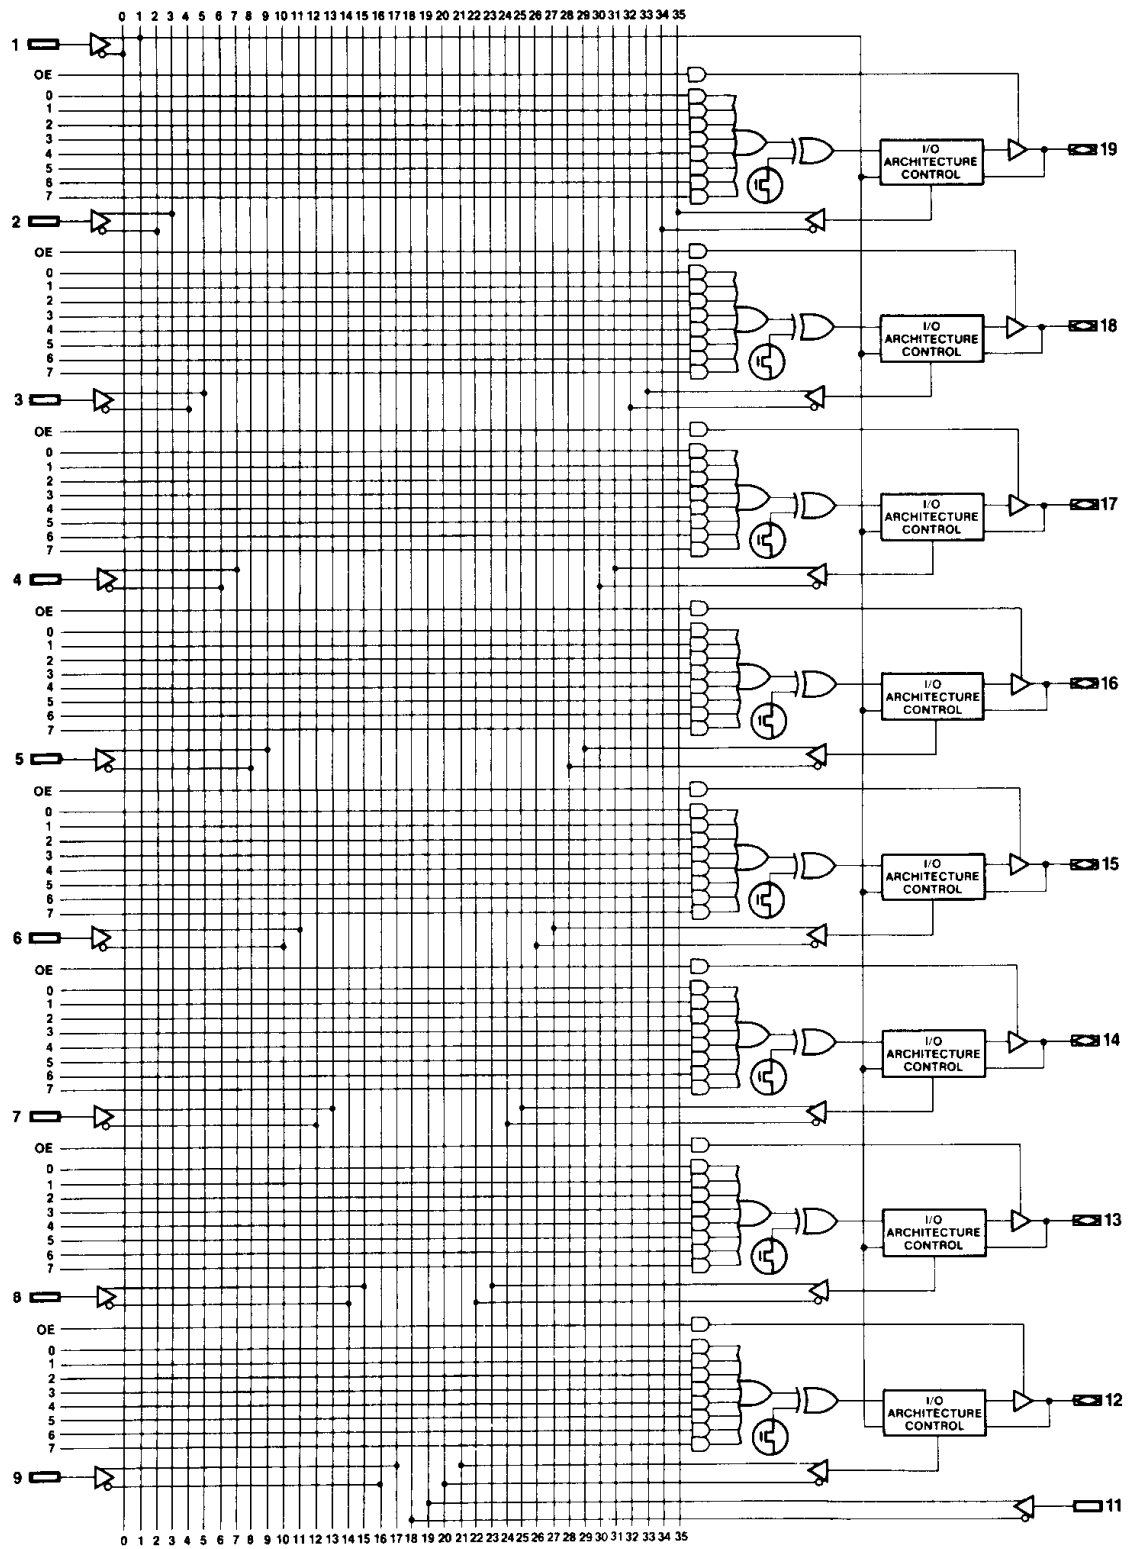 0 1 2 3 4 5 6 7 8 9 10 11 12 13 14 15 16 17 18 19 20 21 22 23 24 25 26 27 28 29 30 31 32 33 34 35
1
OE
0
1
2
3
4
5
6
7
I/O
ARCHITECTURE
CONTROL
19
2
OE
0
1
2
3
4
5
6
7
I/O
ARCHITECTURE
CONTROL
18
3
OE
0
1
2
3
4
5
6
7
I/O
ARCHITECTURE
CONTROL
17
4
OE
0
1
2
3
4
5
6
7
I/O
ARCHITECTURE
CONTROL
16
5
OE
0
1
2
3
4
5
6
7
I/O
ARCHITECTURE
CONTROL
15
6
OE
0
1
2
3
4
5
6
7
I/O
ARCHITECTURE
CONTROL
14
7
OE
0
1
2
3
4
5
6
7
I/O
ARCHITECTURE
CONTROL
13
8
OE
0
1
2
3
4
5
6
7
I/O
ARCHITECTURE
CONTROL
12
9
11
0 1 2 3 4 5 6 7 8 9 10 11 12 13 14 15 16 17 18 19 20 21 22 23 24 25 26 27 28 29 30 31 32 33 34 35